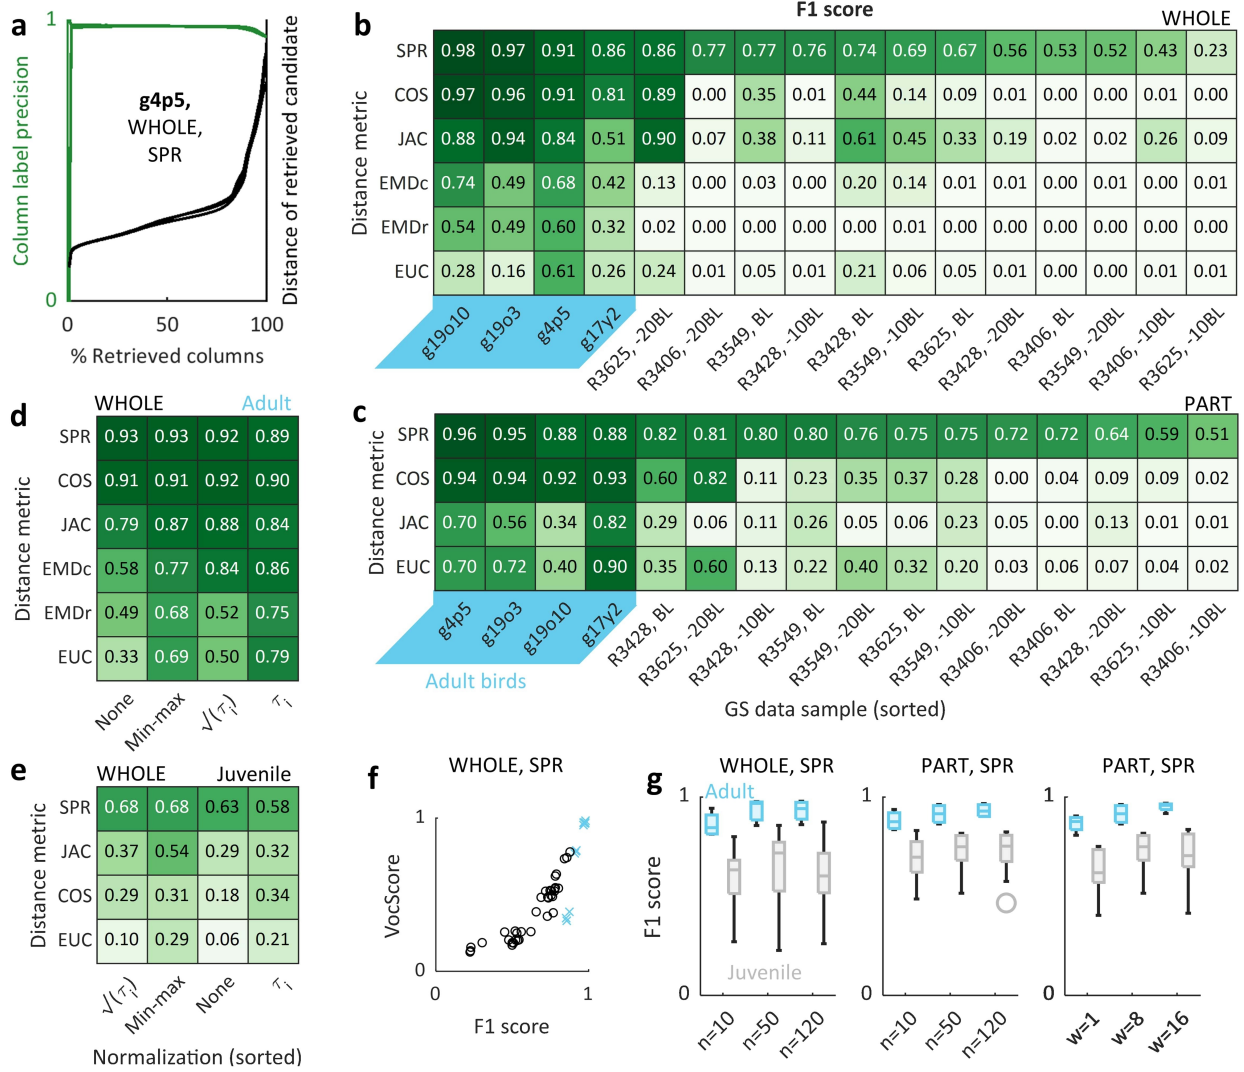 a
1
Column label precision
g4p5,
WHOLE,
SPR
Distance of retrieved candidate
0
0 50 100
% Retrieved columns
b
F1 score
WHOLE
Distance metric
SPR 0.98 0.97 0.91 0.86 0.86 0.77 0.77 0.76 0.74 0.69 0.67 0.56 0.53 0.52 0.43 0.23
COS 0.97 0.96 0.91 0.81 0.89 0.00 0.35 0.01 0.44 0.14 0.09 0.01 0.00 0.00 0.01 0.00
JAC 0.88 0.94 0.84 0.51 0.90 0.07 0.38 0.11 0.61 0.45 0.33 0.19 0.02 0.02 0.26 0.09
EMDc 0.74 0.49 0.68 0.42 0.13 0.00 0.03 0.00 0.20 0.14 0.01 0.01 0.00 0.01 0.00 0.01
EMDr 0.54 0.49 0.60 0.32 0.02 0.00 0.00 0.00 0.00 0.01 0.00 0.00 0.00 0.00 0.00 0.00
EUC 0.28 0.16 0.61 0.26 0.24 0.01 0.05 0.01 0.21 0.06 0.05 0.01 0.00 0.00 0.01 0.01
g19o10 g19o3 g4p5 g17y2 R3625, -20BL R3406, -20BL R3549, BL R3428, -10BL R3428, BL R3549, -10BL R3625, BL R3428, -20BL R3406, BL R3549, -20BL R3406, -10BL R3625, -10BL
c
PART
Distance metric
SPR 0.96 0.95 0.88 0.88 0.82 0.81 0.80 0.80 0.76 0.75 0.75 0.72 0.72 0.64 0.59 0.51
COS 0.94 0.94 0.92 0.93 0.60 0.82 0.11 0.23 0.35 0.37 0.28 0.00 0.04 0.09 0.09 0.02
JAC 0.70 0.56 0.34 0.82 0.29 0.06 0.11 0.26 0.05 0.06 0.23 0.05 0.00 0.13 0.01 0.01
EUC 0.70 0.72 0.40 0.90 0.35 0.60 0.13 0.22 0.40 0.32 0.20 0.03 0.06 0.07 0.04 0.02
g4p5 g19o3 g19o10 g17y2 R3428, BL R3625, -20BL R3428, -10BL R3549, BL R3549, -20BL R3625, BL R3549, -10BL R3406, -20BL R3406, BL R3428, -20BL R3625, -10BL R3406, -10BL
Adult birds
GS data sample (sorted)
d
WHOLE Adult
Distance metric
SPR 0.93 0.93 0.92 0.89
COS 0.91 0.91 0.92 0.90
JAC 0.79 0.87 0.88 0.84
EMDc 0.58 0.77 0.84 0.86
EMDr 0.49 0.68 0.52 0.75
EUC 0.33 0.69 0.50 0.79
None Min-max √(τi) τi
e
WHOLE Juvenile
Distance metric
SPR 0.68 0.68 0.63 0.58
JAC 0.37 0.54 0.29 0.32
COS 0.29 0.31 0.18 0.34
EUC 0.10 0.29 0.06 0.21
√(τi) Min-max None τi
Normalization (sorted)
f
WHOLE, SPR
1
VocScore
0
0 1
F1 score
g
WHOLE, SPR PART, SPR PART, SPR
1 1 1
Adult
F1 score
Juvenile
0 0 0
n=10 n=50 n=120 n=10 n=50 n=120 w=1 w=8 w=16